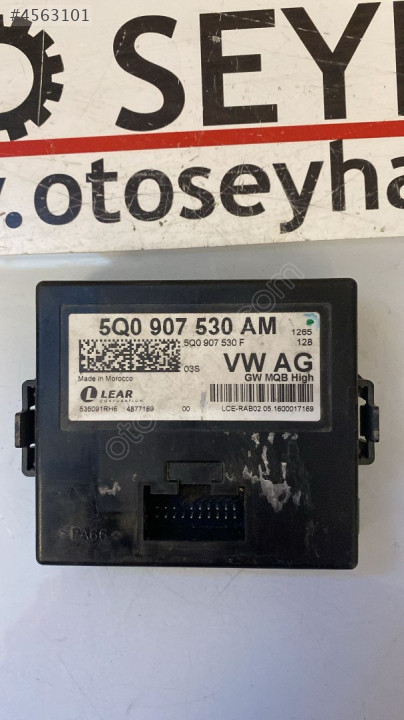 #4563101
SEY
.otoseyha
5Q0 907 530 AM
1265
5Q0 907 530 F
128
03S
VW AG
GW MQB High
Made in Morocco
LEAR
CORPORATION
535091RH6 4877169 00 LCE-RAB02.05.1600017169
>PA66<